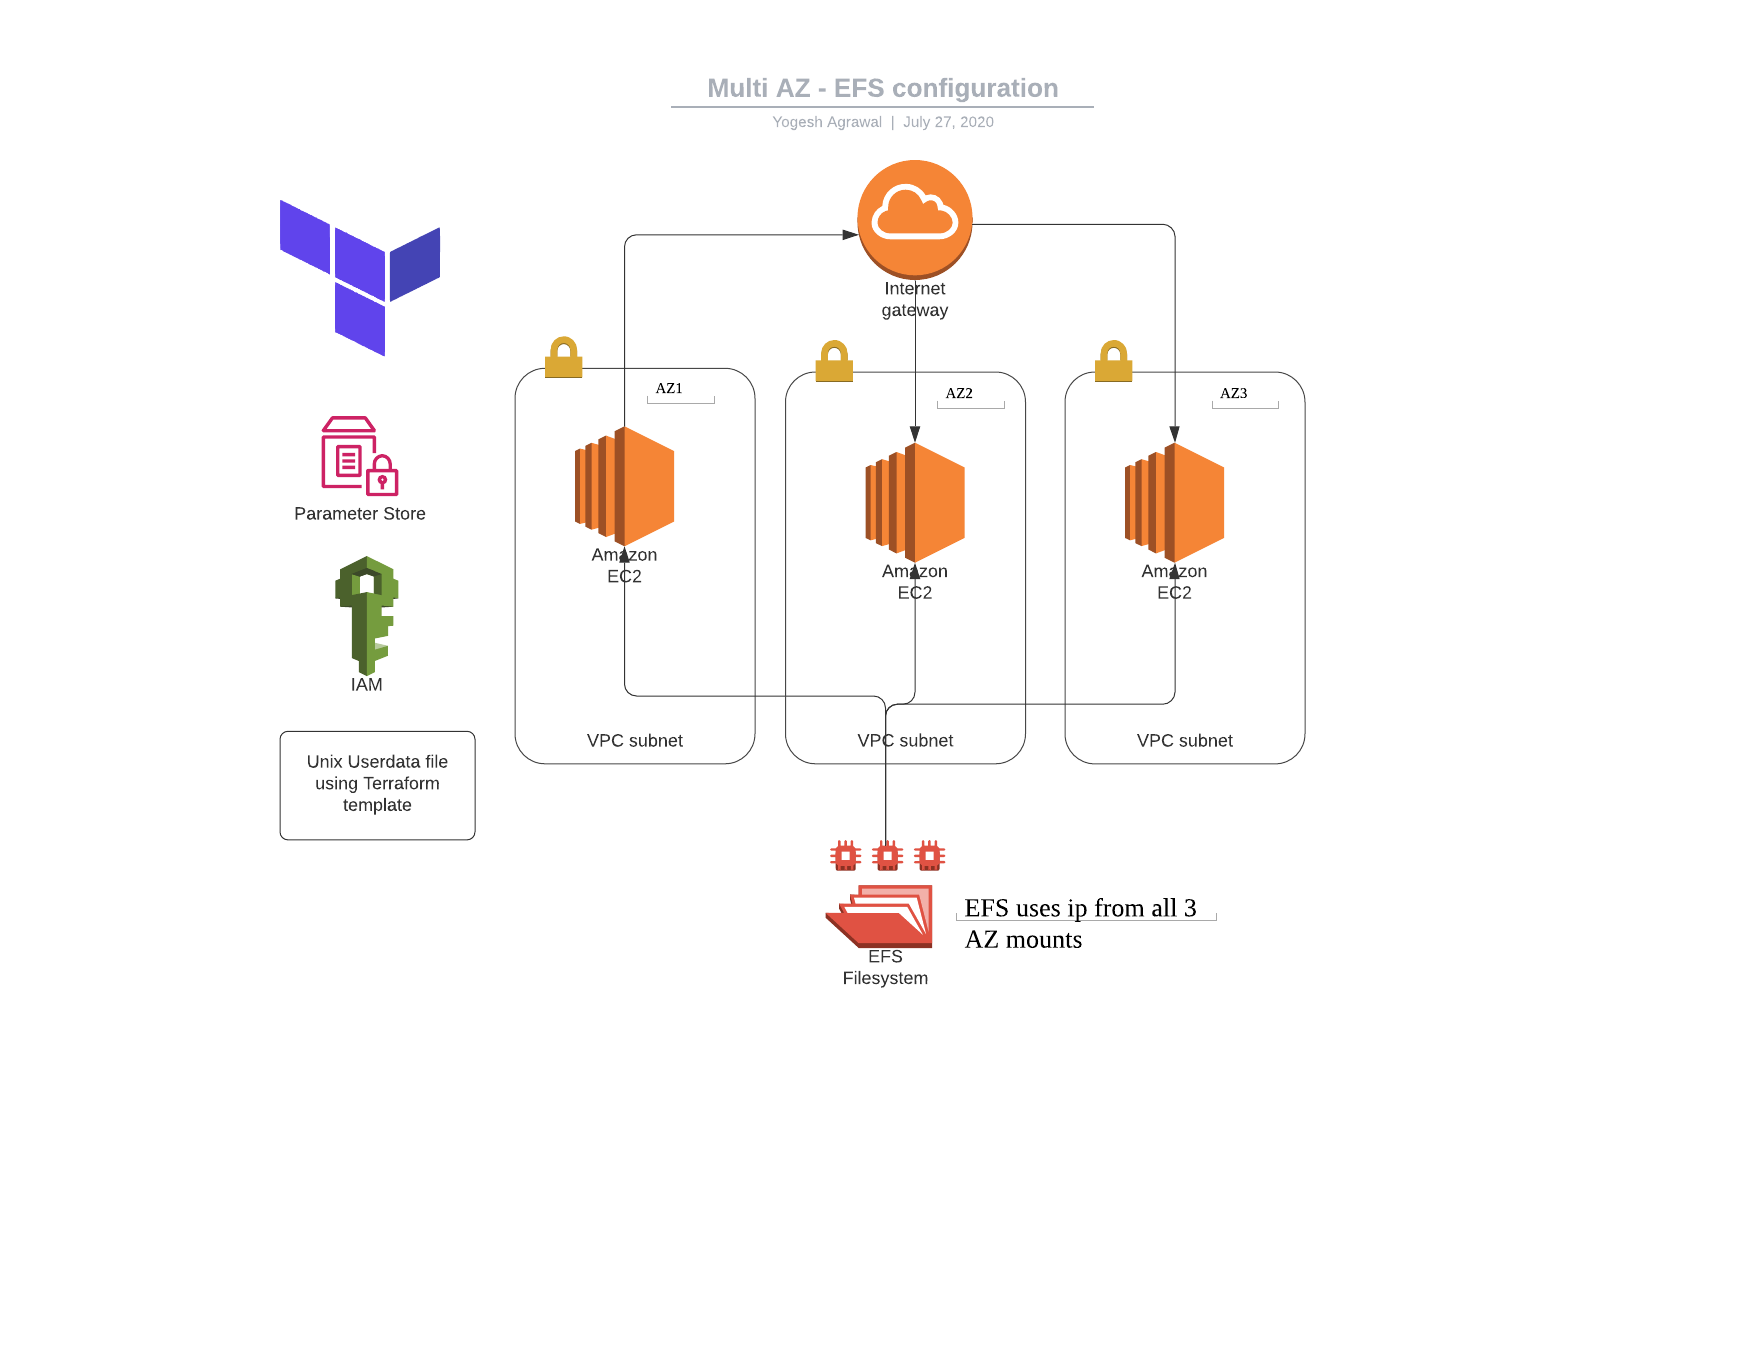 Multi AZ - EFS configuration
Yogesh Agrawal | July 27, 2020
Internet
gateway
AZ1
AZ2
AZ3
Parameter Store
Amazon
EC2
Amazon
EC2
Amazon
EC2
IAM
VPC subnet
VPC subnet
VPC subnet
Unix Userdata file
using Terraform
template
EFS uses ip from all 3
AZ mounts
EFS
Filesystem